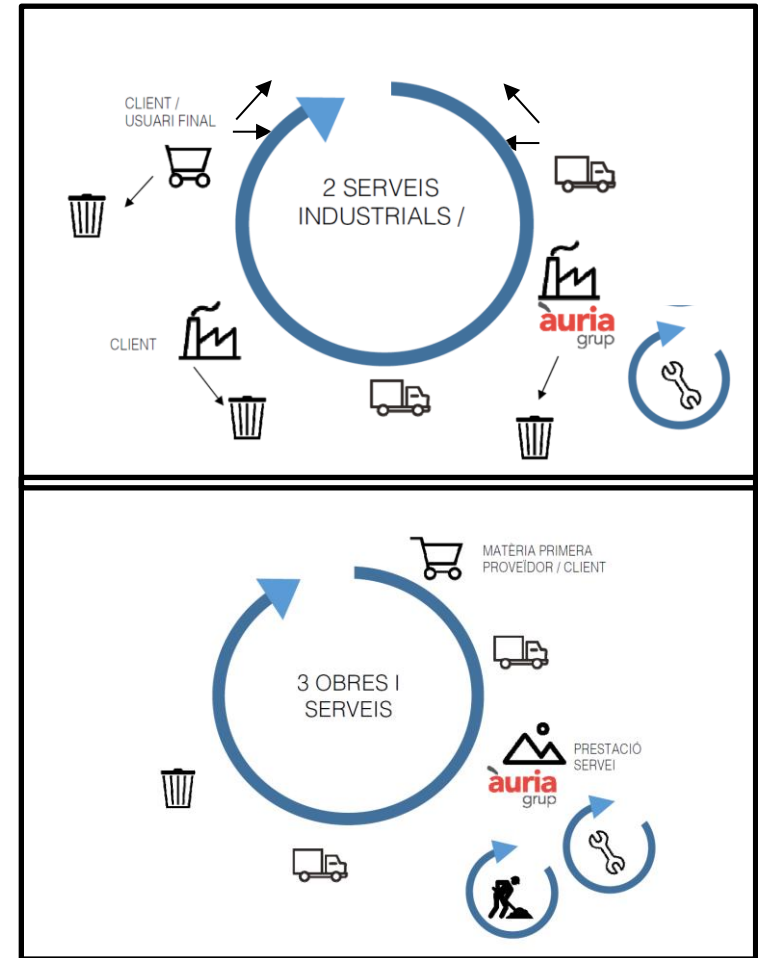 CLIENT /
USUARI FINAL
2 SERVEIS
INDUSTRIALS /
àuria
grup
CLIENT
MATÈRIA PRIMERA
PROVEÏDOR / CLIENT
3 OBRES I
SERVEIS
PRESTACIÓ
SERVEI
àuria
grup